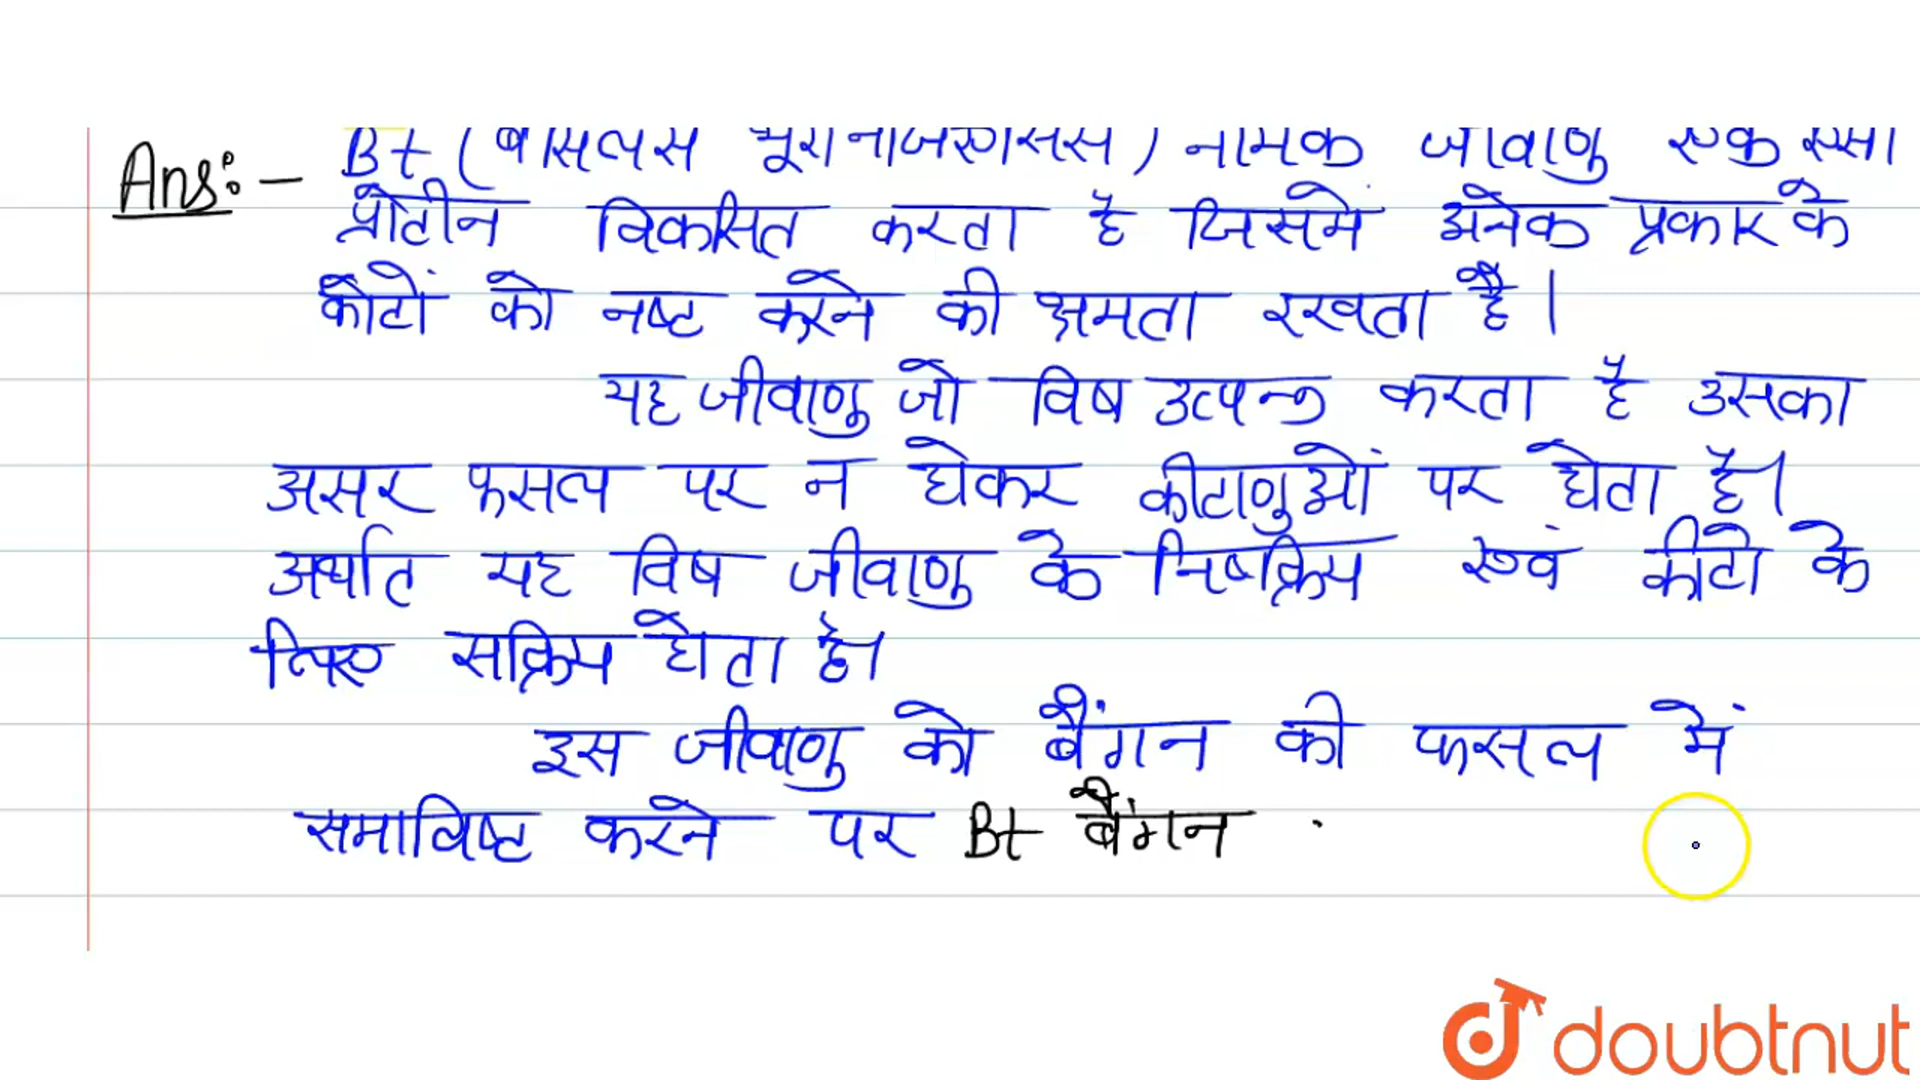 Ans:- Bt (बैसिलस थूरीनजिएंसिस) नामक जीवाणु एक ऐसा
प्रोटीन विकसित करता है जिसमें अनेक प्रकार के
कीटों को नष्ट करने की क्षमता रखता है।
यह जीवाणु जो विष उत्पन्न करता है उसका
असर फसल पर न होकर कीटाणुओं पर होता है।
अर्थात यह विष जीवाणु के निष्क्रिय एवं कीटो के
लिए सक्रिय होता है।
इस जीवाणु को बैंगन की फसल में
समाविष्ट करने पर Bt बैंगन
doubtnut